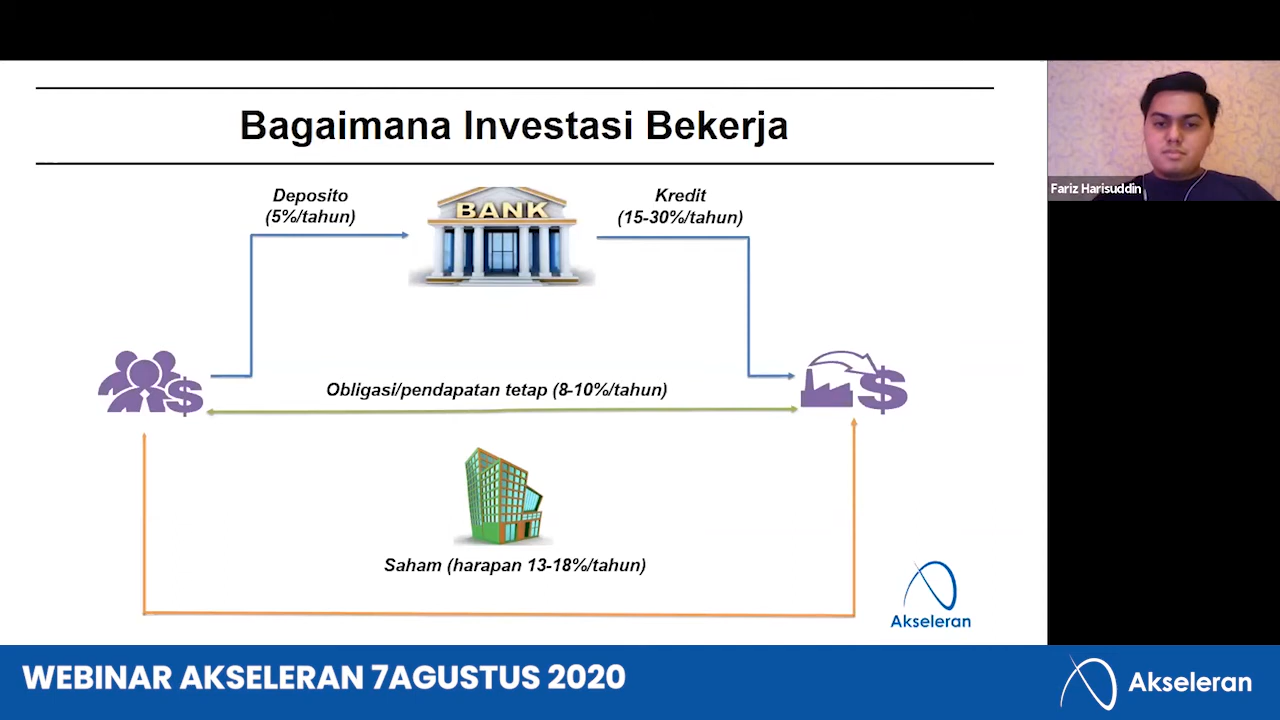 Bagaimana Investasi Bekerja
Deposito
(5%/tahun)
BANK
Kredit
(15-30%/tahun)
Fariz Harisuddin
$
$
Obligasi/pendapatan tetap (8-10%/tahun)
Saham (harapan 13-18%/tahun)
Akseleran
WEBINAR AKSELERAN 7AGUSTUS 2020
Akseleran